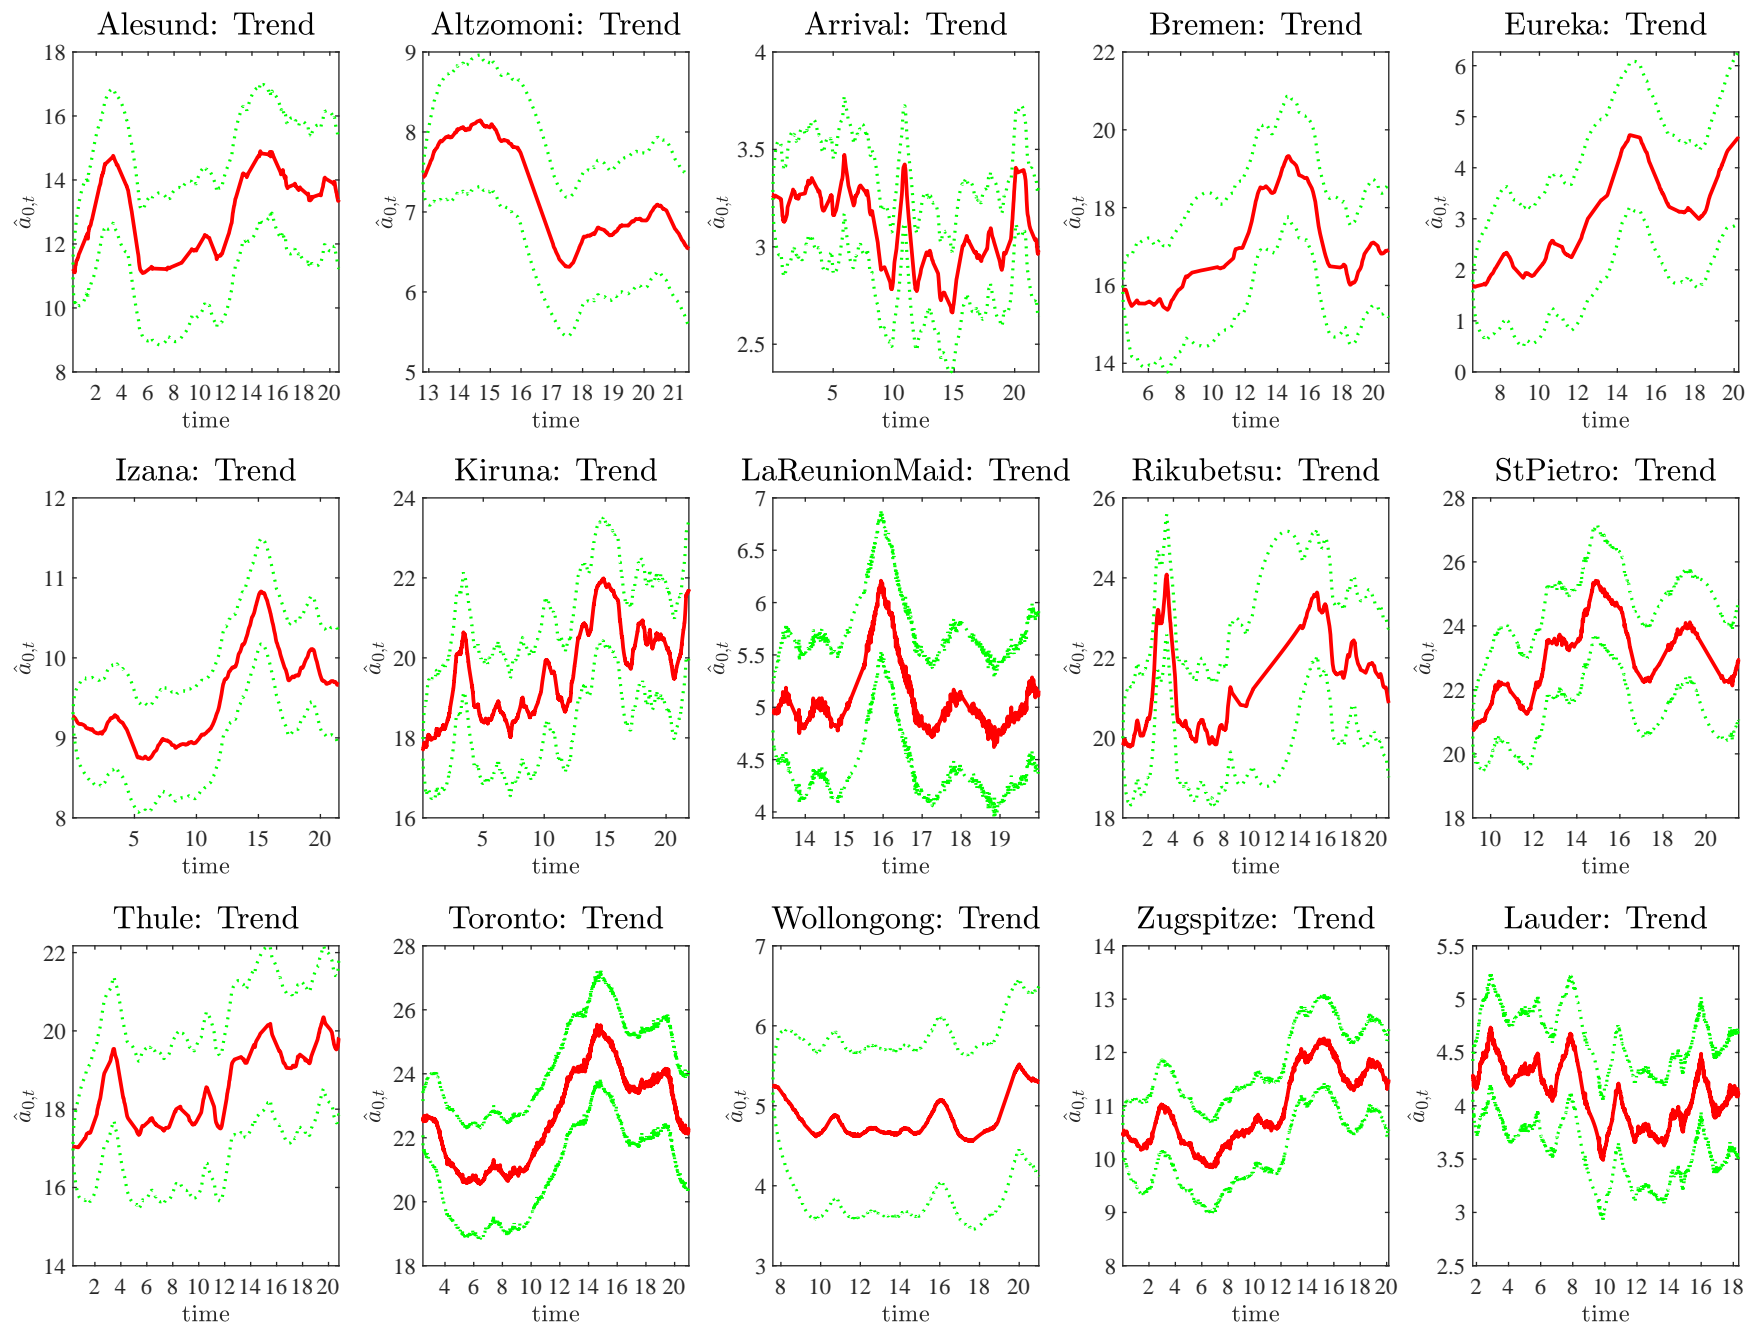 Alesund: Trend
18
16
14
12
10
8
â0,t
2 4 6 8 10 12 14 16 18 20
time
Altzomoni: Trend
9
8
7
6
5
â0,t
13 14 15 16 17 18 19 20 21
time
Arrival: Trend
4
3.5
3
2.5
â0,t
5 10 15 20
time
Bremen: Trend
22
20
18
16
14
â0,t
6 8 10 12 14 16 18 20
time
Eureka: Trend
6
5
4
3
2
1
0
â0,t
8 10 12 14 16 18 20
time
Izana: Trend
12
11
10
9
8
â0,t
5 10 15 20
time
Kiruna: Trend
24
22
20
18
16
â0,t
5 10 15 20
time
LaReunionMaid: Trend
7
6.5
6
5.5
5
4.5
4
â0,t
14 15 16 17 18 19
time
Rikubetsu: Trend
26
24
22
20
18
â0,t
2 4 6 8 10 12 14 16 18 20
time
StPietro: Trend
28
26
24
22
20
18
â0,t
10 12 14 16 18 20
time
Thule: Trend
22
20
18
16
14
â0,t
2 4 6 8 10 12 14 16 18 20
time
Toronto: Trend
28
26
24
22
20
18
â0,t
4 6 8 10 12 14 16 18 20
time
Wollongong: Trend
7
6
5
4
3
â0,t
8 10 12 14 16 18 20
time
Zugspitze: Trend
14
13
12
11
10
9
8
â0,t
2 4 6 8 10 12 14 16 18 20
time
Lauder: Trend
5.5
5
4.5
4
3.5
3
2.5
â0,t
2 4 6 8 10 12 14 16 18
time